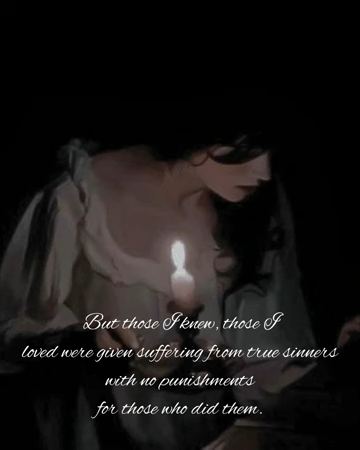 But those I knew, those I
loved were given suffering from true sinners
with no punishments
for those who did them.